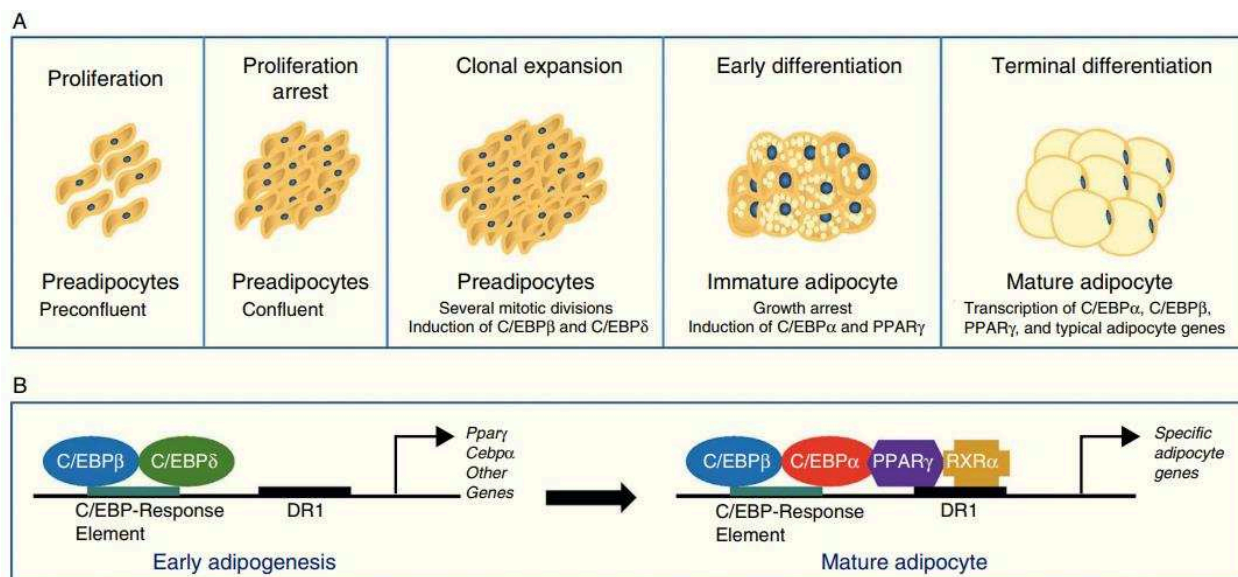 A
Proliferation
Preadipocytes
Preconfluent
Proliferation
arrest
Preadipocytes
Confluent
Clonal expansion
Preadipocytes
Several mitotic divisions
Induction of C/EBPβ and C/EBPδ
Early differentiation
Immature adipocyte
Growth arrest
Induction of C/EBPα and PPARγ
Terminal differentiation
Mature adipocyte
Transcription of C/EBPα, C/EBPβ,
PPARγ, and typical adipocyte genes
B
C/EBPβ
C/EBPδ
C/EBP-Response
Element
DR1
Pparγ
Cebpα
Other
Genes
Early adipogenesis
C/EBPβ
C/EBPα
PPARγ
RXRα
C/EBP-Response
Element
DR1
Specific
adipocyte
genes
Mature adipocyte